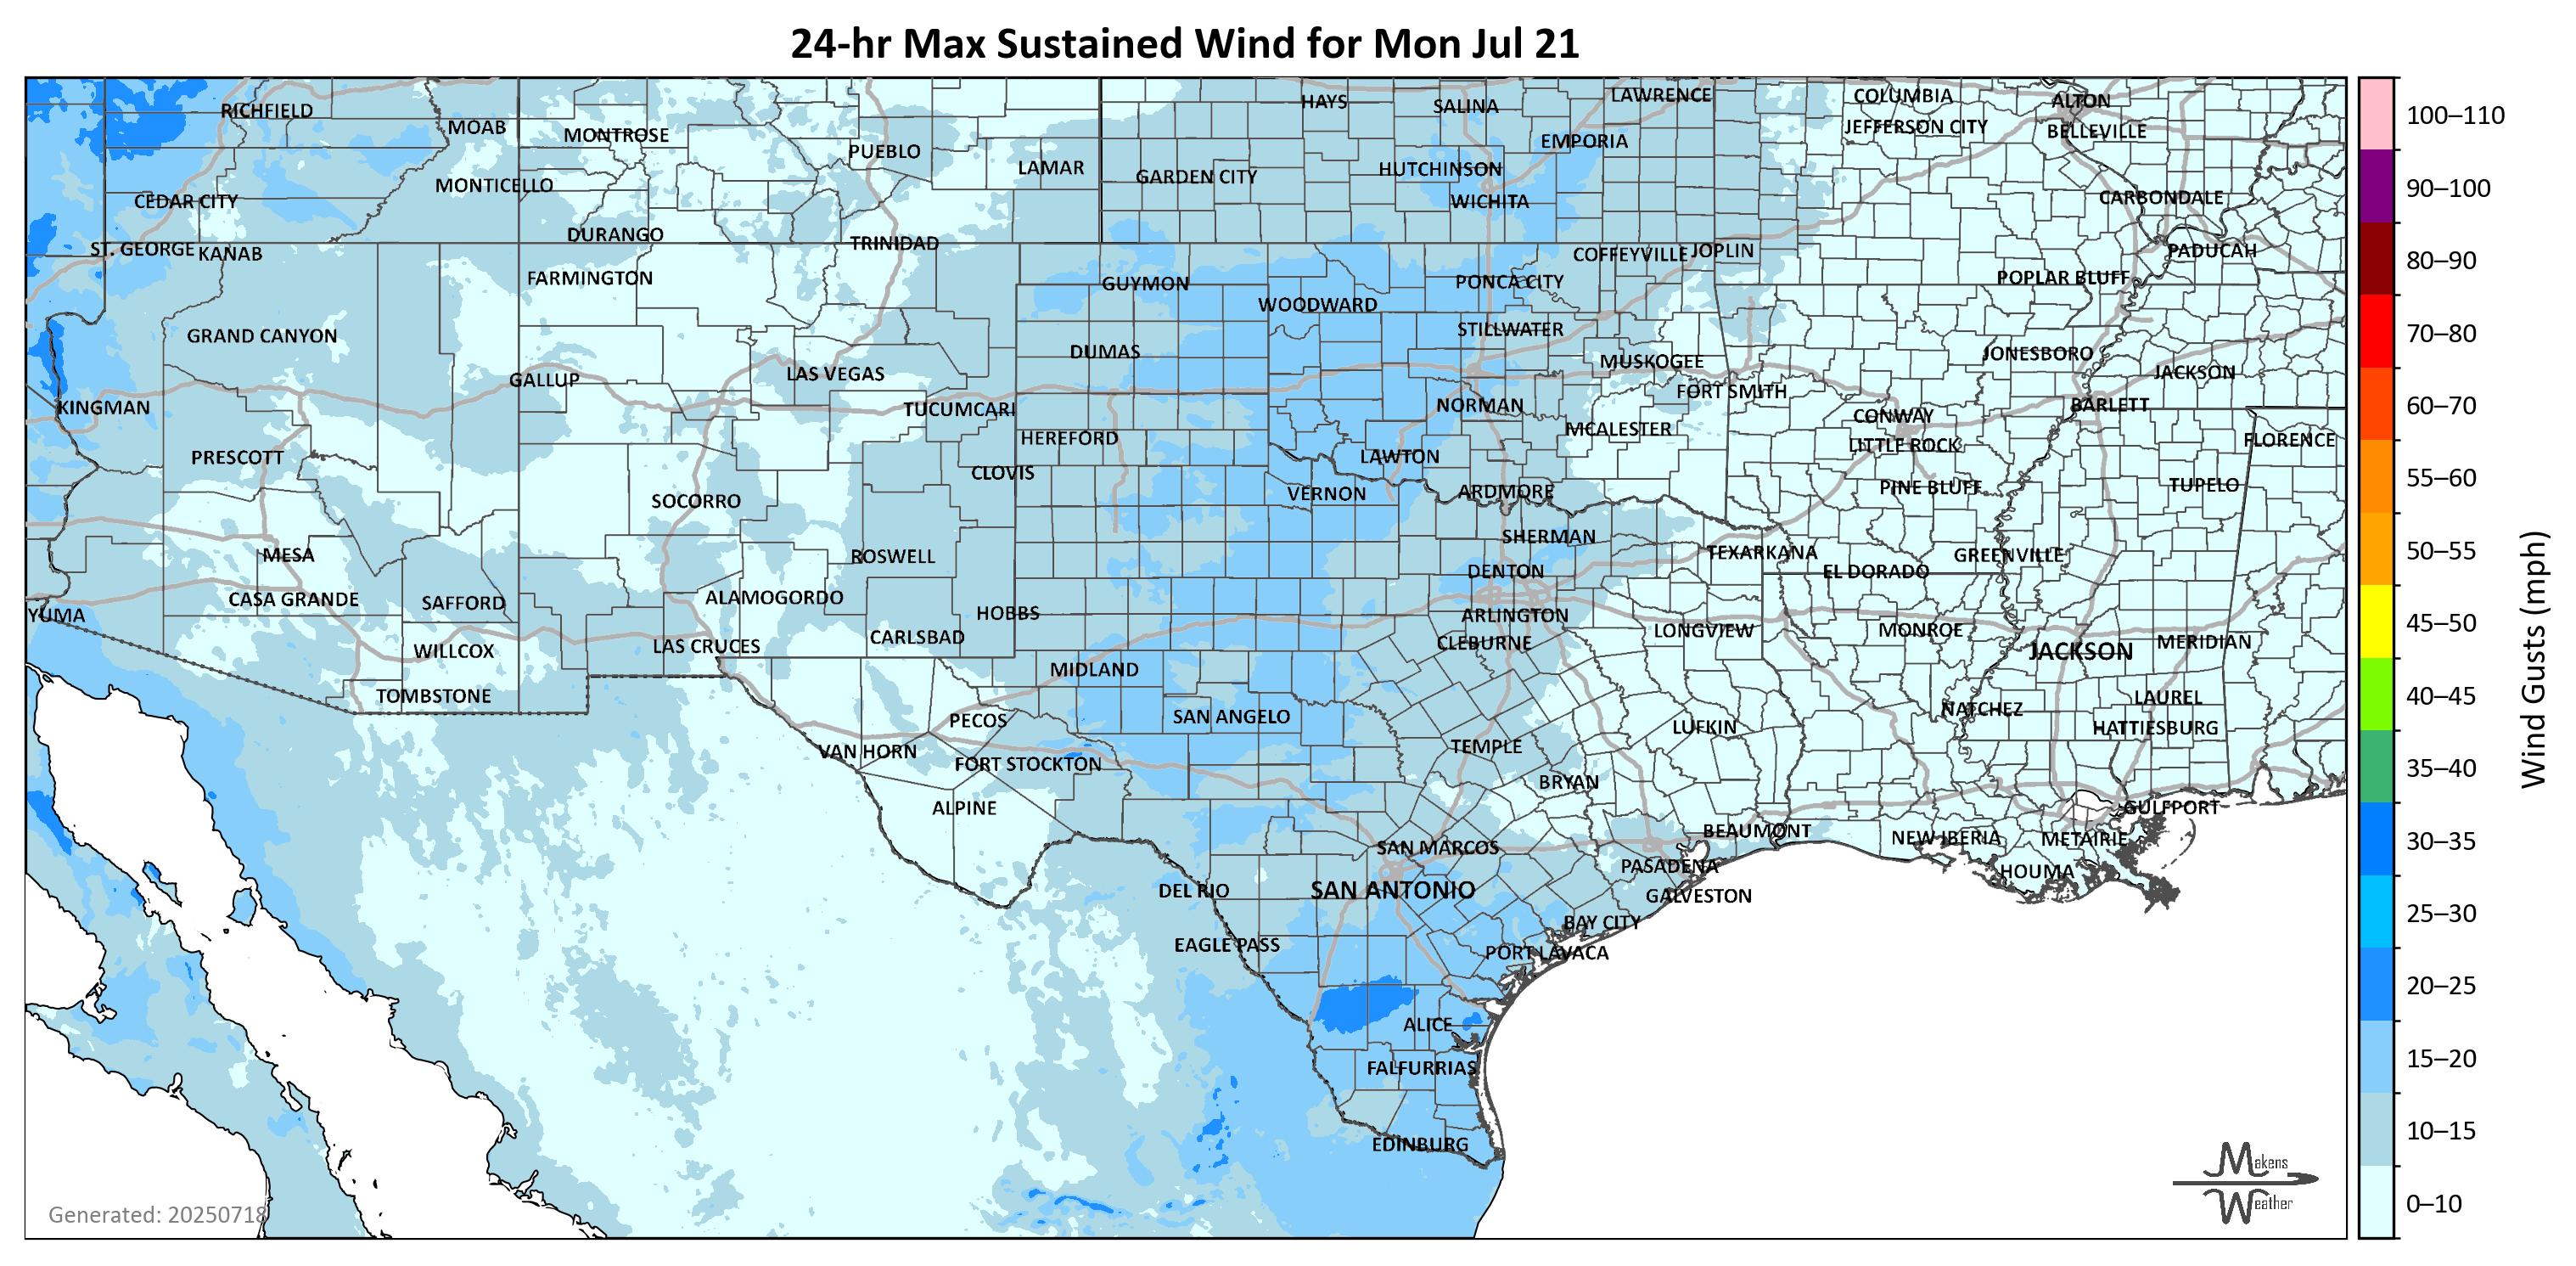 24-hr Max Sustained Wind for Mon Jul 21
RICHFIELD
MOAB
MONTROSE
PUEBLO
LAMAR
HAYS
SALINA
LAWRENCE
COLUMBIA
ALTON
JEFFERSON CITY
BELLEVILLE
EMPORIA
HUTCHINSON
GARDEN CITY
MONTICELLO
CEDAR CITY
WICHITA
CARBONDALE
DURANGO
TRINIDAD
ST. GEORGE
KANAB
COFFEYVILLE
JOPLIN
PADUCAH
FARMINGTON
GUYMON
PONCA CITY
POPLAR BLUFF
WOODWARD
GRAND CANYON
STILLWATER
DUMAS
MUSKOGEE
JONESBORO
GALLUP
LAS VEGAS
JACKSON
FORT SMITH
KINGMAN
TUCUMCARI
NORMAN
CONWAY
BARLETT
HEREFORD
MCALESTER
LITTLE ROCK
FLORENCE
PRESCOTT
CLOVIS
LAWTON
SOCORRO
VERNON
ARDMORE
PINE BLUFF
TUPELO
SHERMAN
MESA
ROSWELL
TEXARKANA
GREENVILLE
DENTON
EL DORADO
CASA GRANDE
SAFFORD
ALAMOGORDO
YUMA
HOBBS
ARLINGTON
LAS CRUCES
CARLSBAD
CLEBURNE
LONGVIEW
MONROE
JACKSON
MERIDIAN
WILLCOX
MIDLAND
TOMBSTONE
LAUREL
PECOS
SAN ANGELO
NATCHEZ
LUFKIN
HATTIESBURG
VAN HORN
FORT STOCKTON
TEMPLE
BRYAN
ALPINE
GULFPORT
BEAUMONT
NEW IBERIA
METAIRIE
SAN MARCOS
PASADENA
HOUMA
DEL RIO
SAN ANTONIO
GALVESTON
BAY CITY
EAGLE PASS
PORT LAVACA
ALICE
FALFURRIAS
EDINBURG
Generated: 20250718
Makens
Weather
100–110
90–100
80–90
70–80
60–70
55–60
50–55
45–50
40–45
35–40
30–35
25–30
20–25
15–20
10–15
0–10
Wind Gusts (mph)